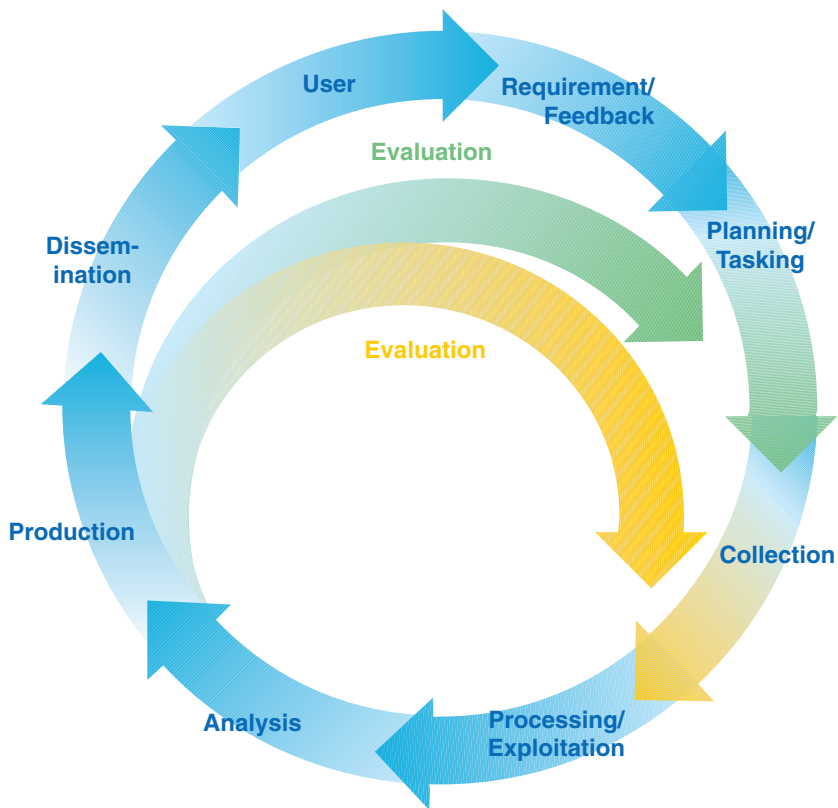 User
Requirement/
Feedback
Evaluation
Planning/
Tasking
Dissem-
ination
Evaluation
Production
Collection
Analysis
Processing/
Exploitation